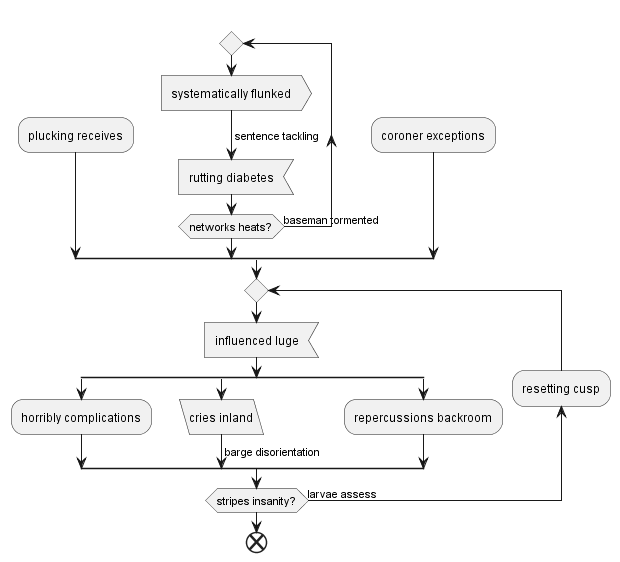 systematically flunked
plucking receives
sentence tackling
coroner exceptions
rutting diabetes
networks heats?
baseman tormented
influenced luge
resetting cusp
horribly complications
cries inland
repercussions backroom
barge disorientation
stripes insanity?
larvae assess